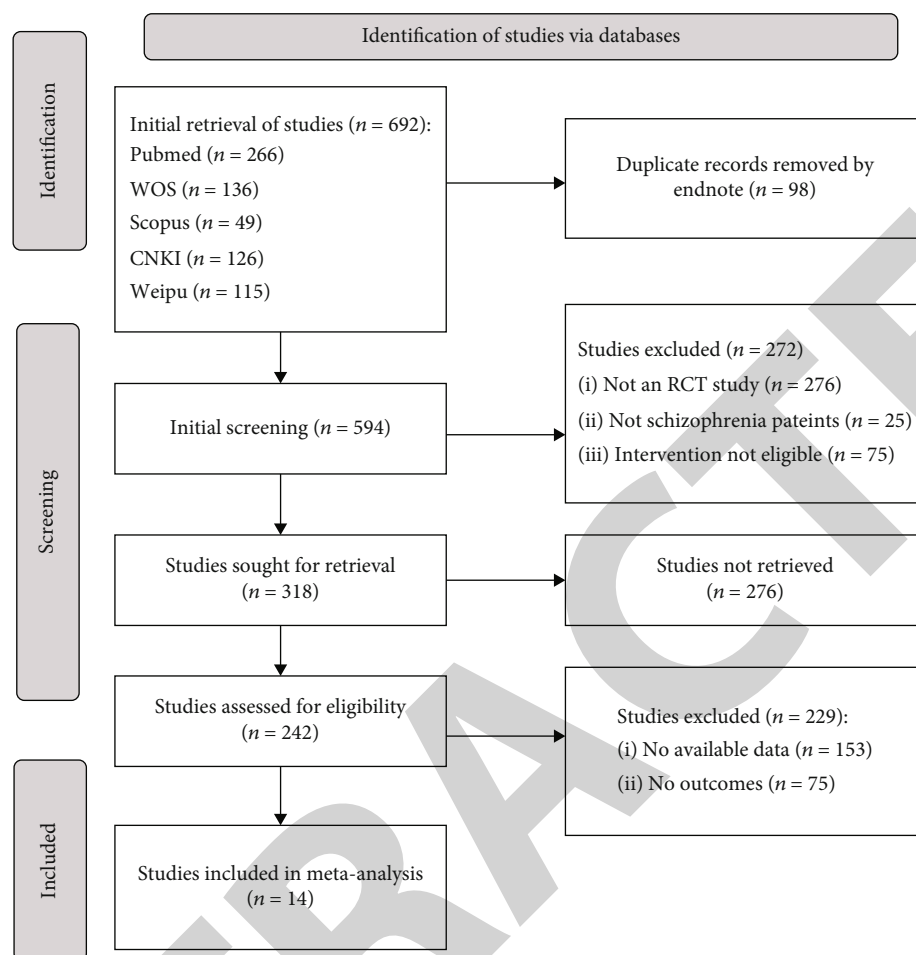 Identification of studies via databases
Identification
Initial retrieval of studies (n = 692):
Pubmed (n = 266)
WOS (n = 136)
Scopus (n = 49)
CNKI (n = 126)
Weipu (n = 115)
Duplicate records removed by
endnote (n = 98)
Screening
Initial screening (n = 594)
Studies excluded (n = 272)
(i) Not an RCT study (n = 276)
(ii) Not schizophrenia pateints (n = 25)
(iii) Intervention not eligible (n = 75)
Studies sought for retrieval
(n = 318)
Studies not retrieved
(n = 276)
Studies assessed for eligibility
(n = 242)
Studies excluded (n = 229):
(i) No available data (n = 153)
(ii) No outcomes (n = 75)
Included
Studies included in meta-analysis
(n = 14)
TRACTE